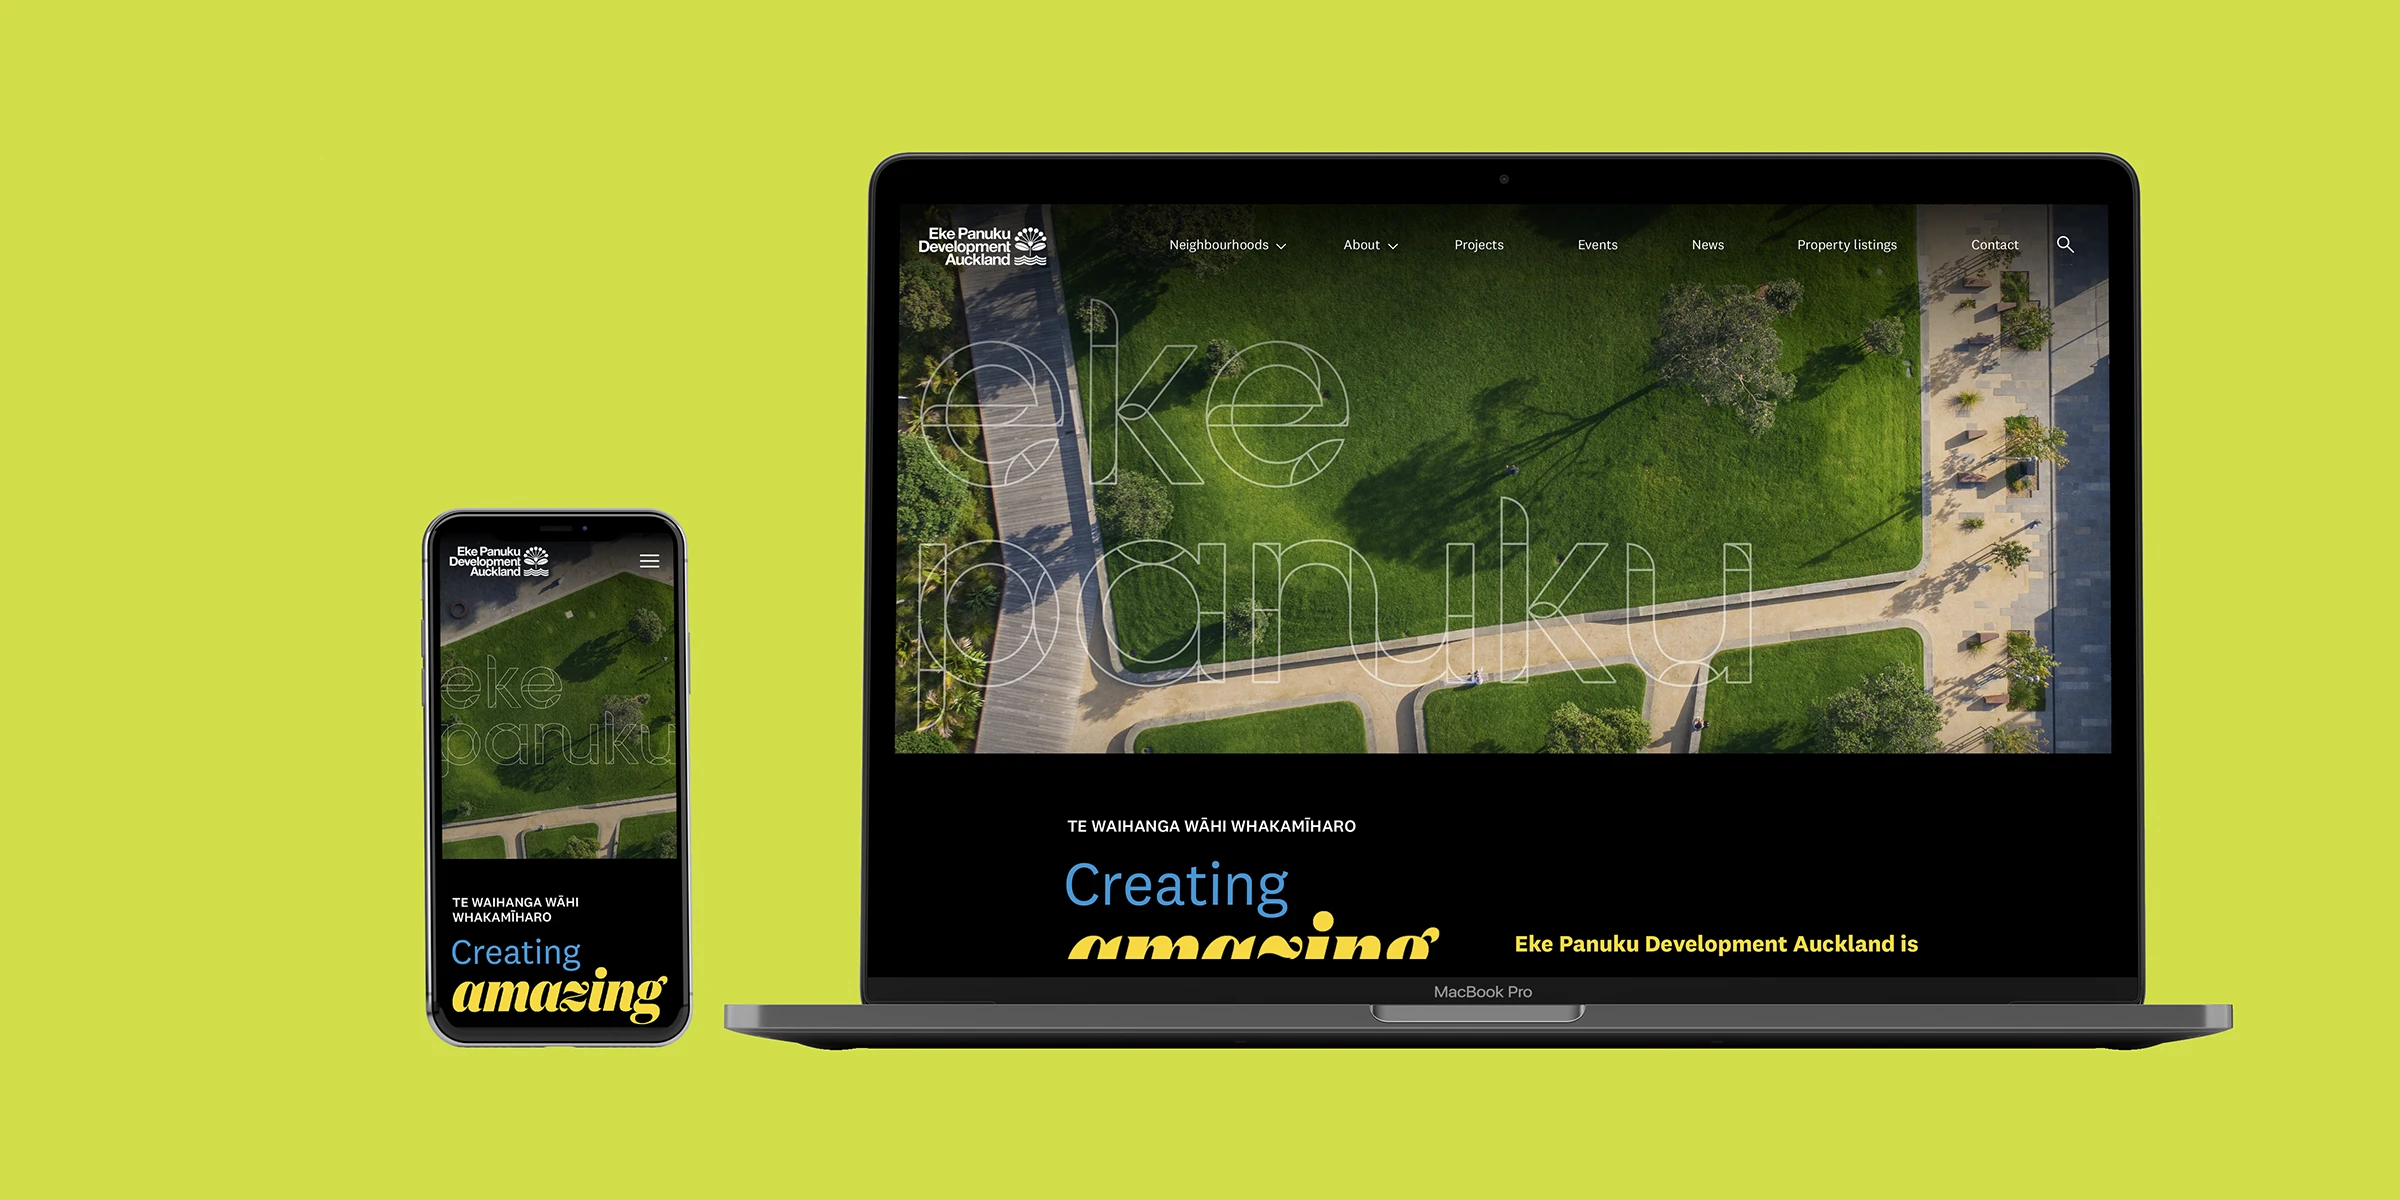 Eke Panuku
Development
Auckland
eke
panuku
TE WAIHANGA WĀHI
WHAKAMĪHARO
Creating
amazing
Eke Panuku
Development
Auckland
Neighbourhoods
About
Projects
Events
News
Property listings
Contact
eke
panuku
TE WAIHANGA WĀHI WHAKAMĪHARO
Creating
amazing
Eke Panuku Development Auckland is
MacBook Pro